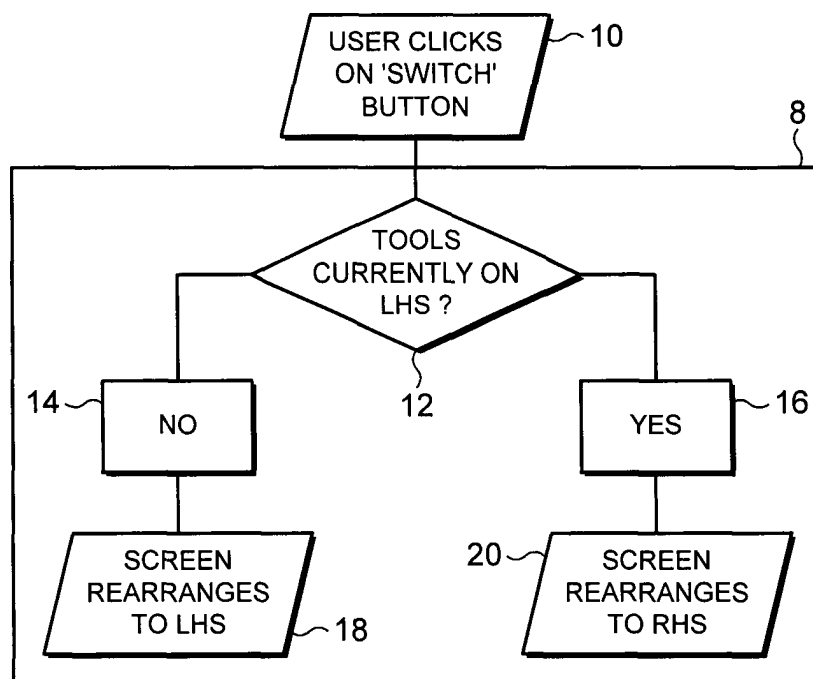 USER CLICKS
ON 'SWITCH'
BUTTON
10
8
TOOLS
CURRENTLY ON
LHS ?
12
14
NO
YES
16
SCREEN
REARRANGES
TO LHS
18
20
SCREEN
REARRANGES
TO RHS